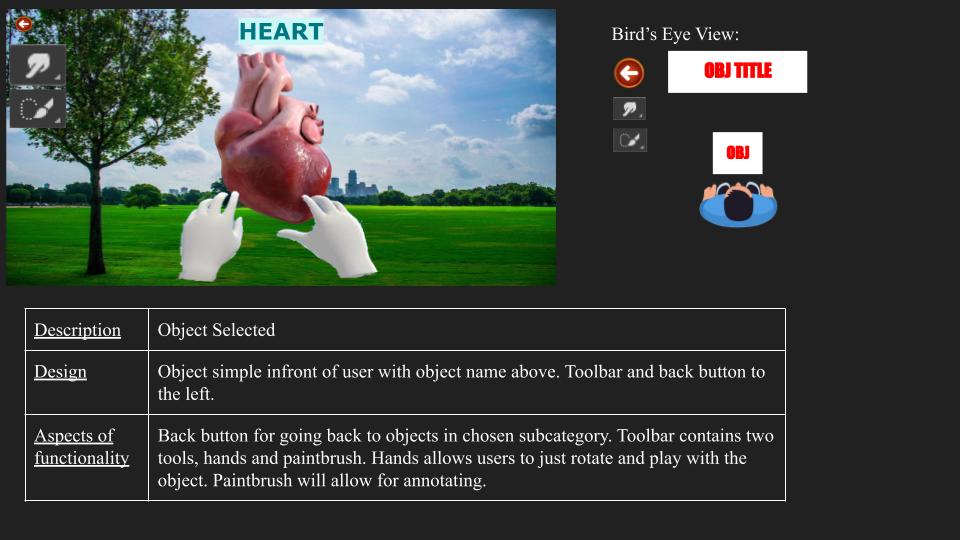 HEART
Bird's Eye View:
OBJ TITLE
OBJ
Description
Object Selected
Design
Object simple infront of user with object name above. Toolbar and back button to
the left.
Aspects of
functionality
Back button for going back to objects in chosen subcategory. Toolbar contains two
tools, hands and paintbrush. Hands allows users to just rotate and play with the
object. Paintbrush will allow for annotating.